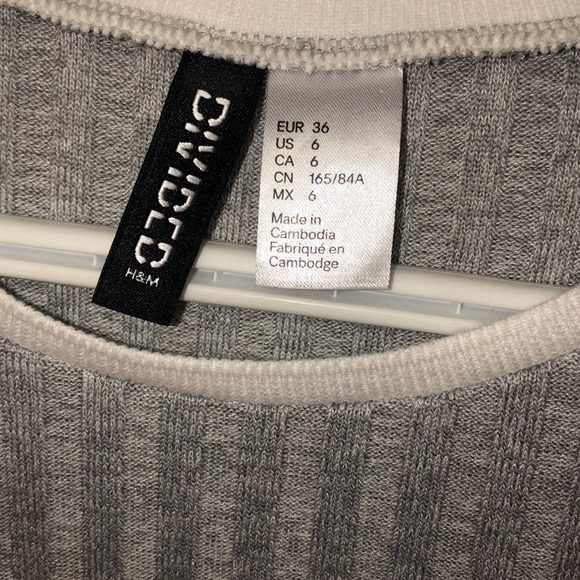 DIVIDED
H&M
EUR 36
US 6
CA 6
CN 165/84A
MX 6
Made in
Cambodia
Fabriqué en
Cambodge